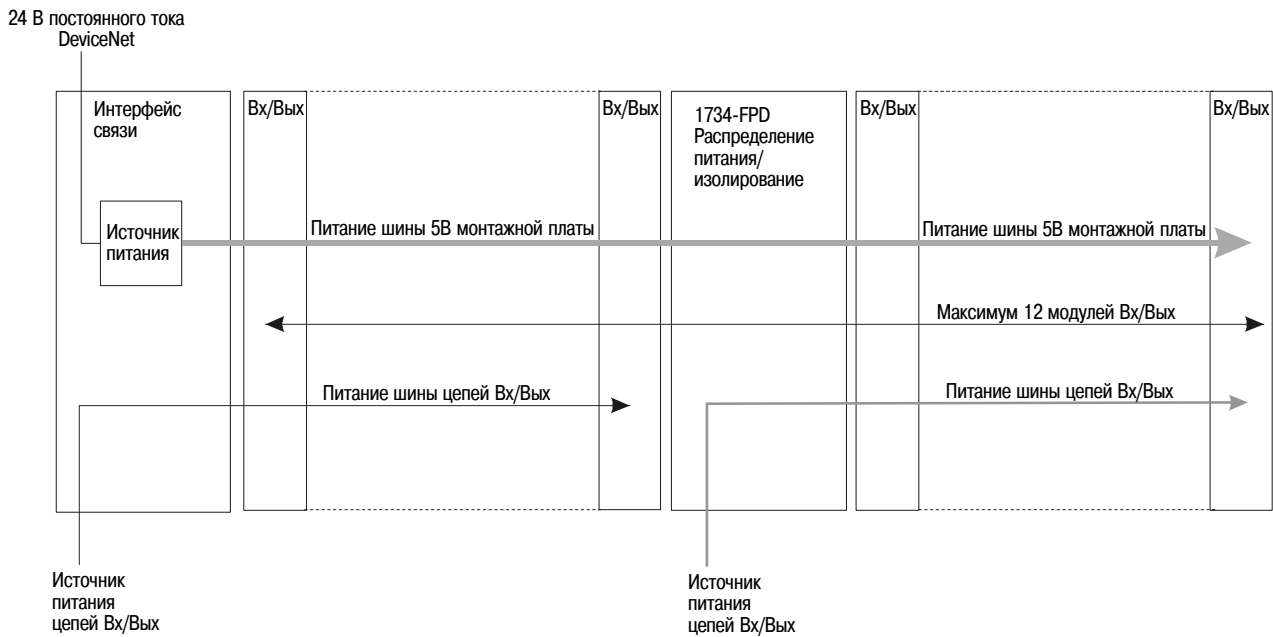 24 В постоянного тока
DeviceNet
Интерфейс
связи
Вх/Вых
Вх/Вых
1734-FPD
Распределение
питания/
изолирование
Вх/Вых
Вх/Вых
Источник
питания
Питание шины 5В монтажной платы
Питание шины 5В монтажной платы
Максимум 12 модулей Вх/Вых
Питание шины цепей Вх/Вых
Питание шины цепей Вх/Вых
Источник
питания
цепей Вх/Вых
Источник
питания
цепей Вх/Вых